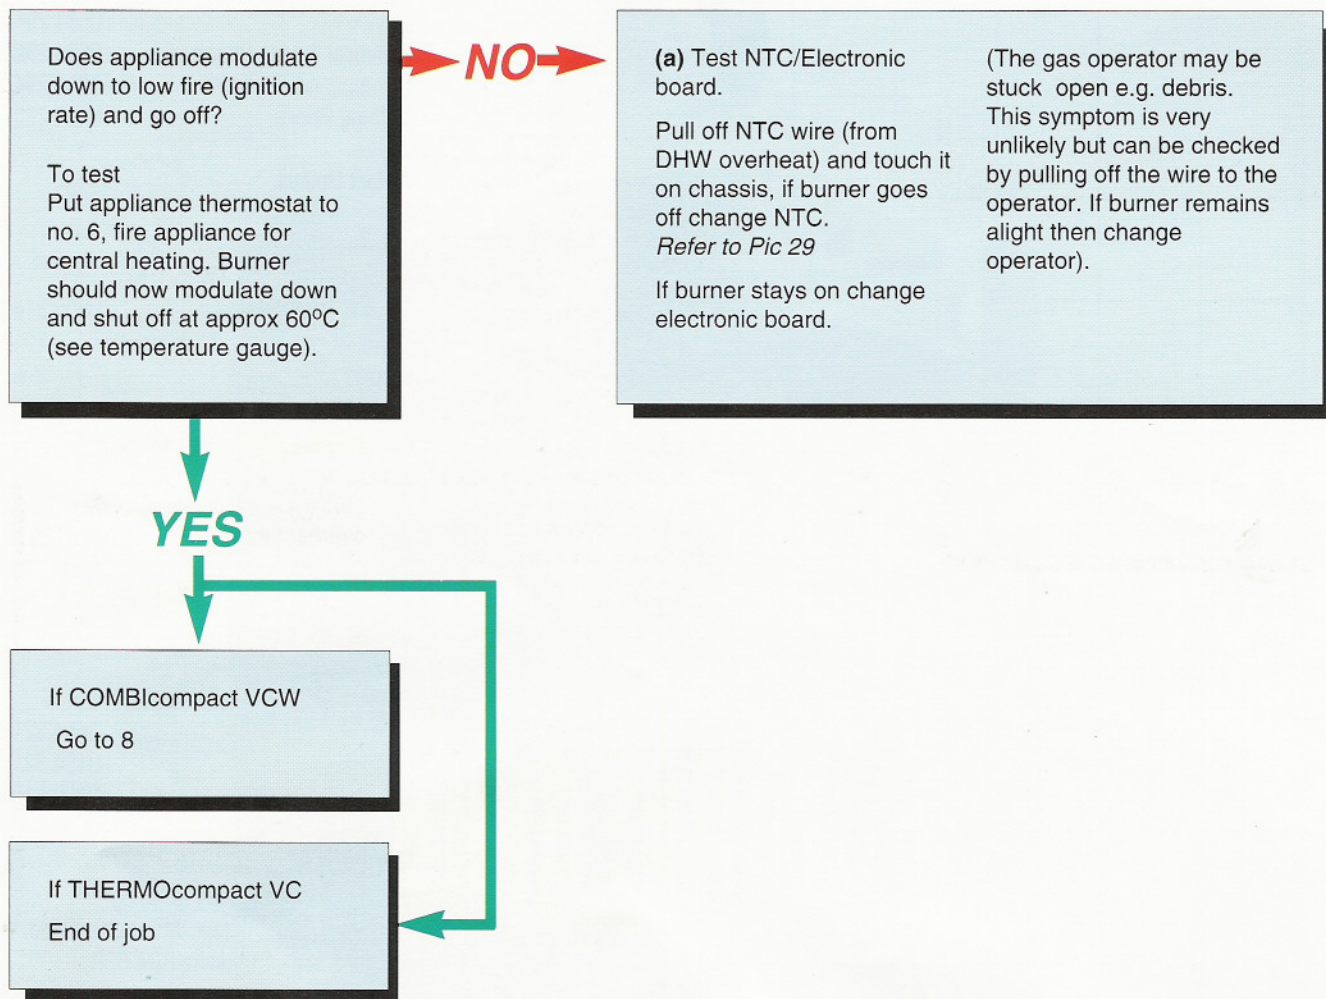 Does appliance modulate
down to low fire (ignition
rate) and go off?
To test
Put appliance thermostat to
no. 6, fire appliance for
central heating. Burner
should now modulate down
and shut off at approx 60°C
(see temperature gauge).
NO
(a) Test NTC/Electronic
board.
Pull off NTC wire (from
DHW overheat) and touch it
on chassis, if burner goes
off change NTC.
Refer to Pic 29
If burner stays on change
electronic board.
(The gas operator may be
stuck open e.g. debris.
This symptom is very
unlikely but can be checked
by pulling off the wire to the
operator. If burner remains
alight then change
operator).
YES
If COMBIcompact VCW
Go to 8
If THERMOcompact VC
End of job